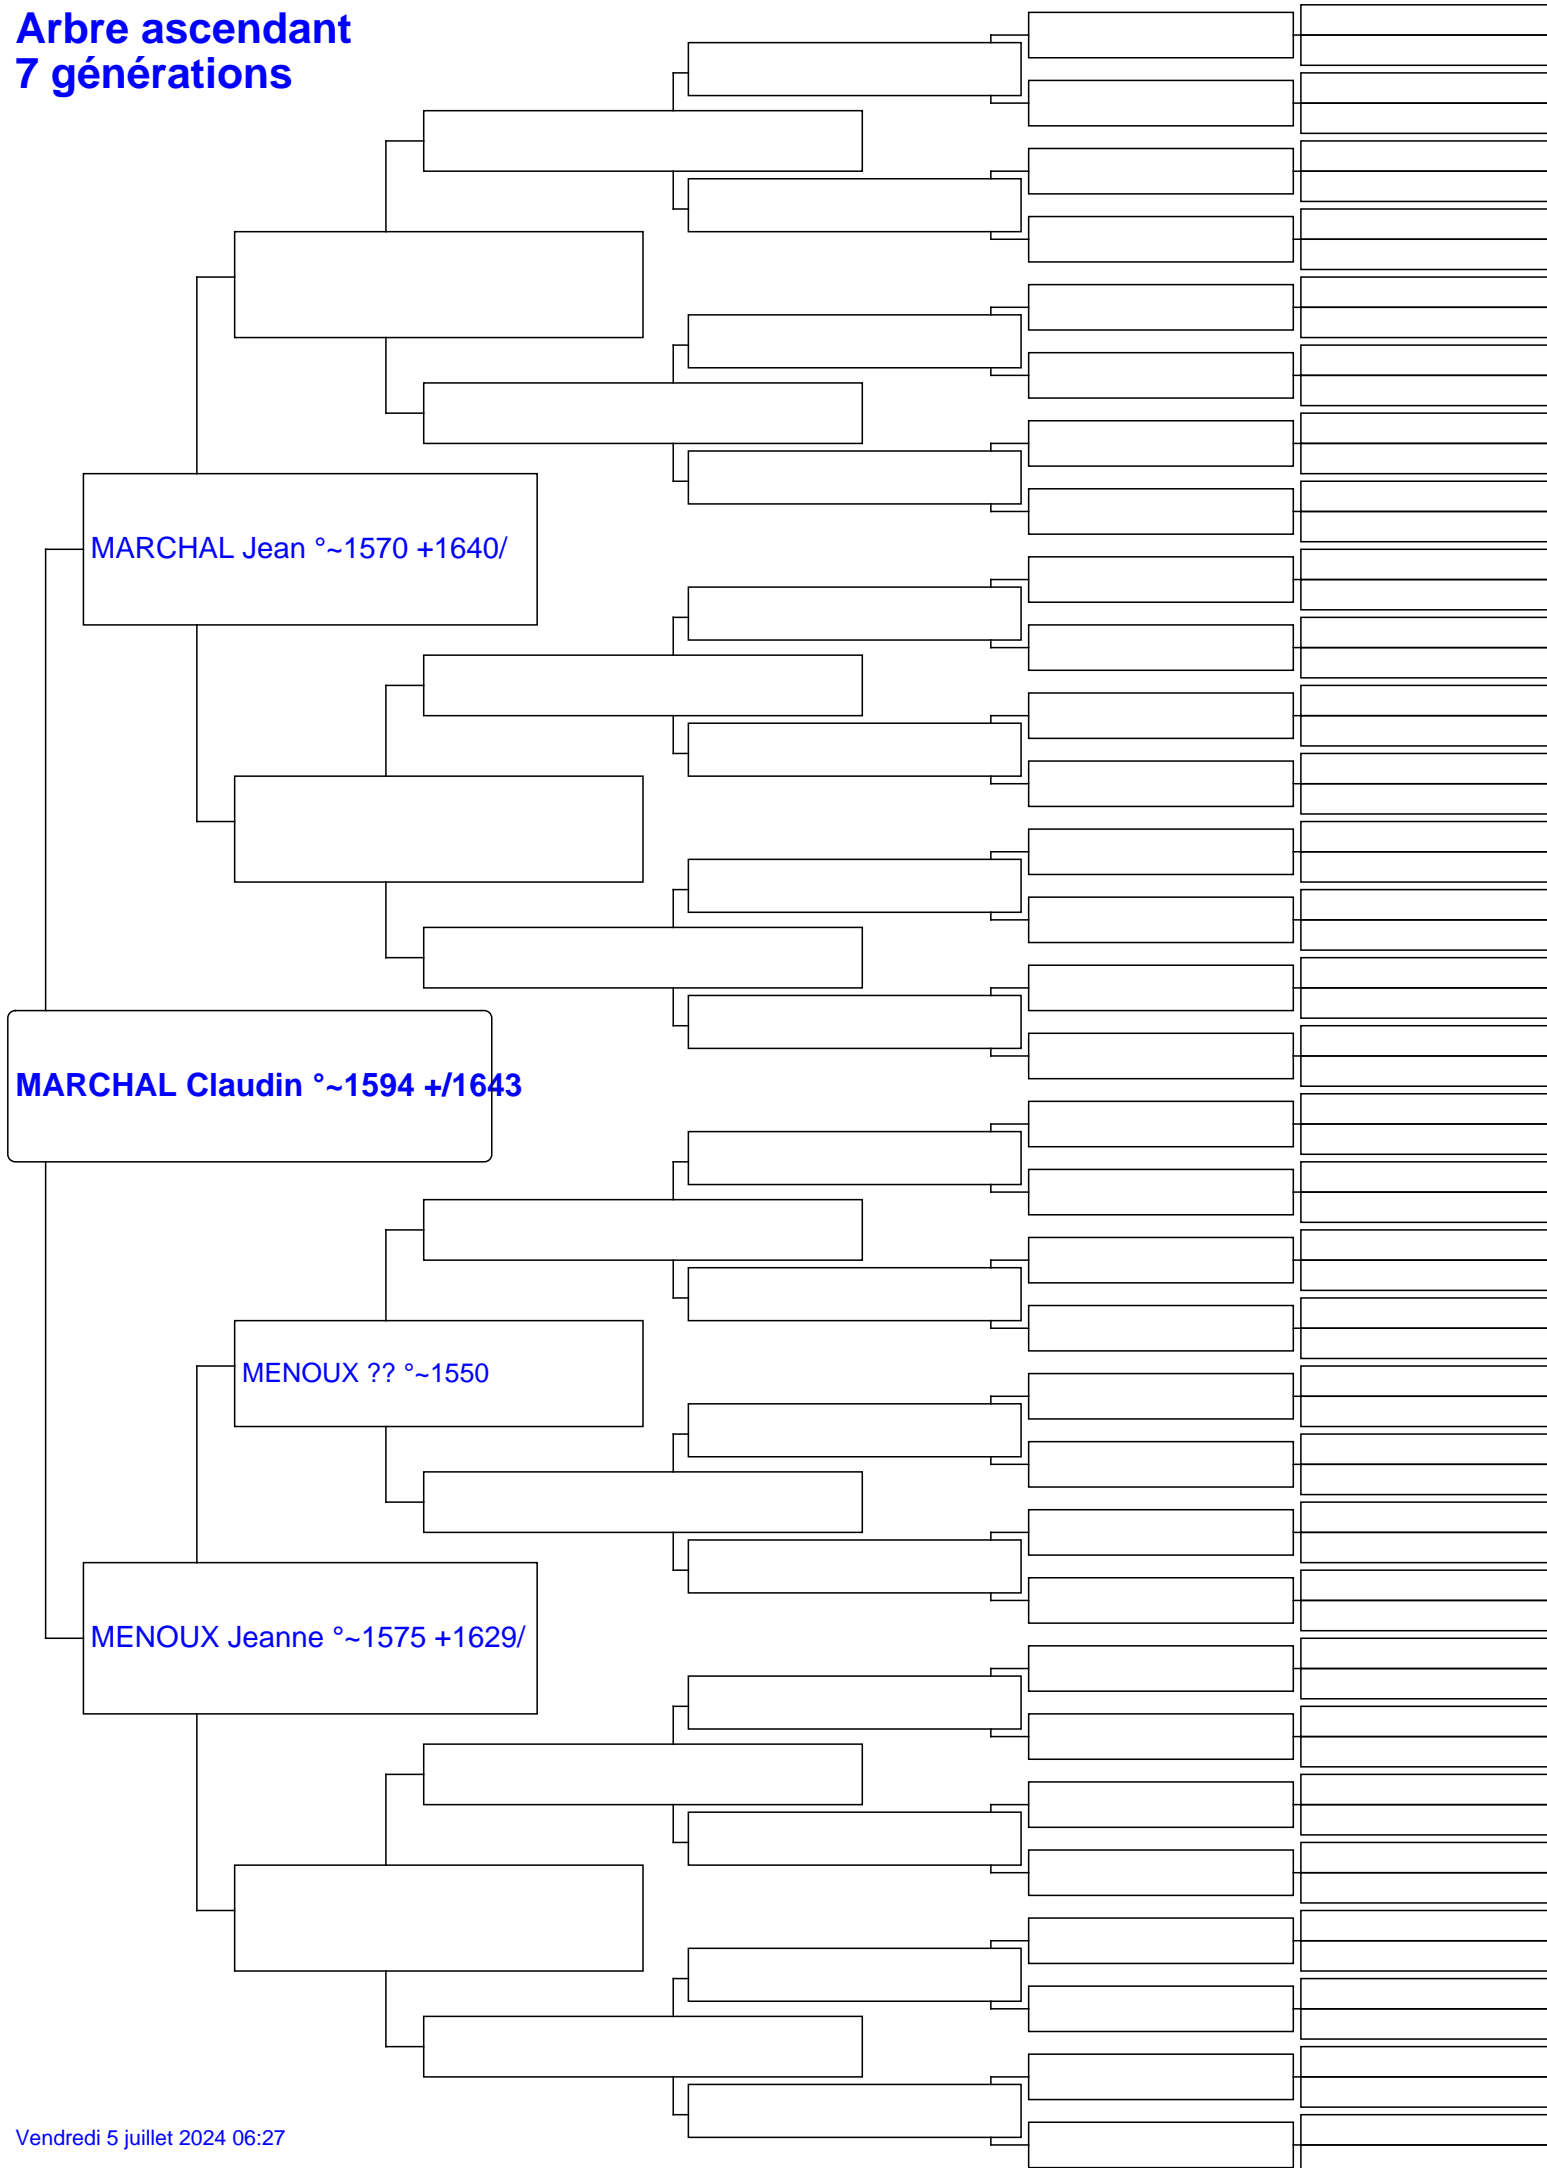 Arbre ascendant
7 générations
MARCHAL Jean °~1570 +1640/
MARCHAL Claudin °~1594 +/1643
MENOUX ?? °~1550
MENOUX Jeanne °~1575 +1629/
Vendredi 5 juillet 2024 06:27